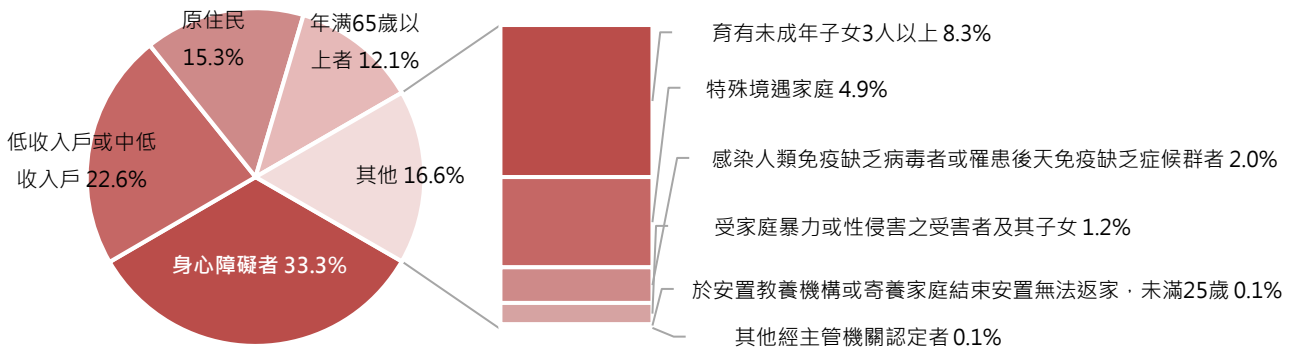 原住民
15.3%
年滿65歲以
上者 12.1%
低收入戶或中低
收入戶 22.6%
其他 16.6%
身心障礙者 33.3%
育有未成年子女3人以上 8.3%
特殊境遇家庭 4.9%
感染人類免疫缺乏病毒者或罹患後天免疫缺乏症候群者 2.0%
受家庭暴力或性侵害之受害者及其子女 1.2%
於安置教養機構或寄養家庭結束安置無法返家，未滿25歲 0.1%
其他經主管機關認定者 0.1%